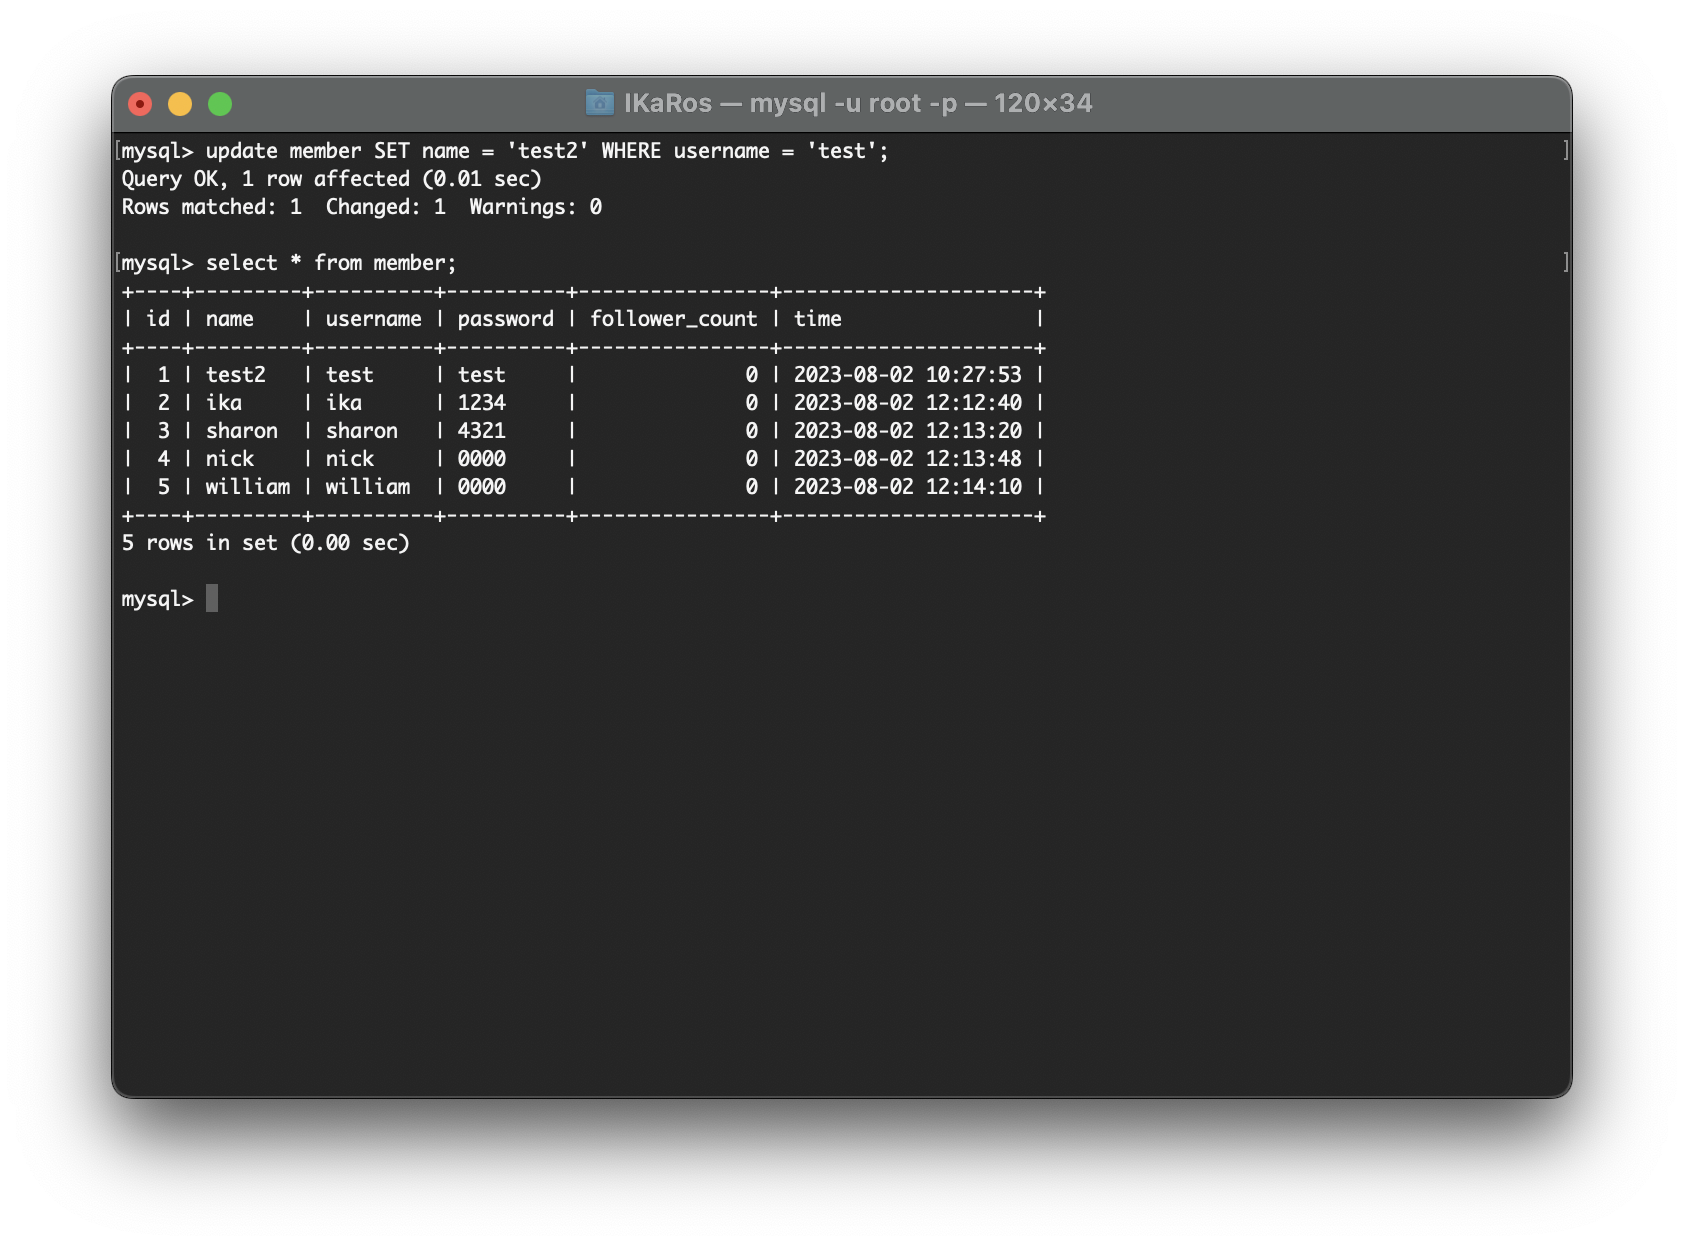 IKaRos — mysql -u root -p — 120×34
[mysql> update member SET name = 'test2' WHERE username = 'test'; ]
Query OK, 1 row affected (0.01 sec)
Rows matched: 1  Changed: 1  Warnings: 0
[mysql> select * from member; ]
+----+---------+----------+----------+----------------+---------------------+
| id | name    | username | password | follower_count | time                |
+----+---------+----------+----------+----------------+---------------------+
|  1 | test2   | test     | test     |              0 | 2023-08-02 10:27:53 |
|  2 | ika     | ika      | 1234     |              0 | 2023-08-02 12:12:40 |
|  3 | sharon  | sharon   | 4321     |              0 | 2023-08-02 12:13:20 |
|  4 | nick    | nick     | 0000     |              0 | 2023-08-02 12:13:48 |
|  5 | william | william  | 0000     |              0 | 2023-08-02 12:14:10 |
+----+---------+----------+----------+----------------+---------------------+
5 rows in set (0.00 sec)
mysql>